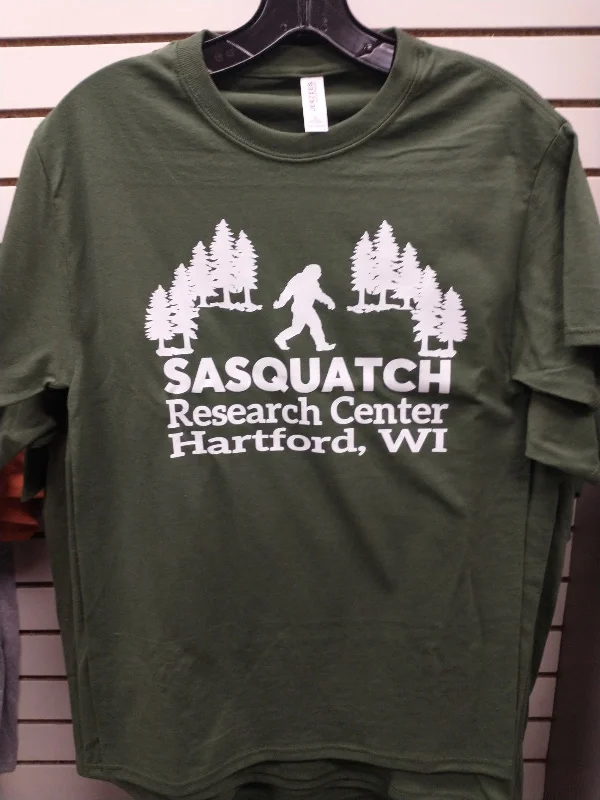 SASQUATCH
Research Center
Hartford, WI